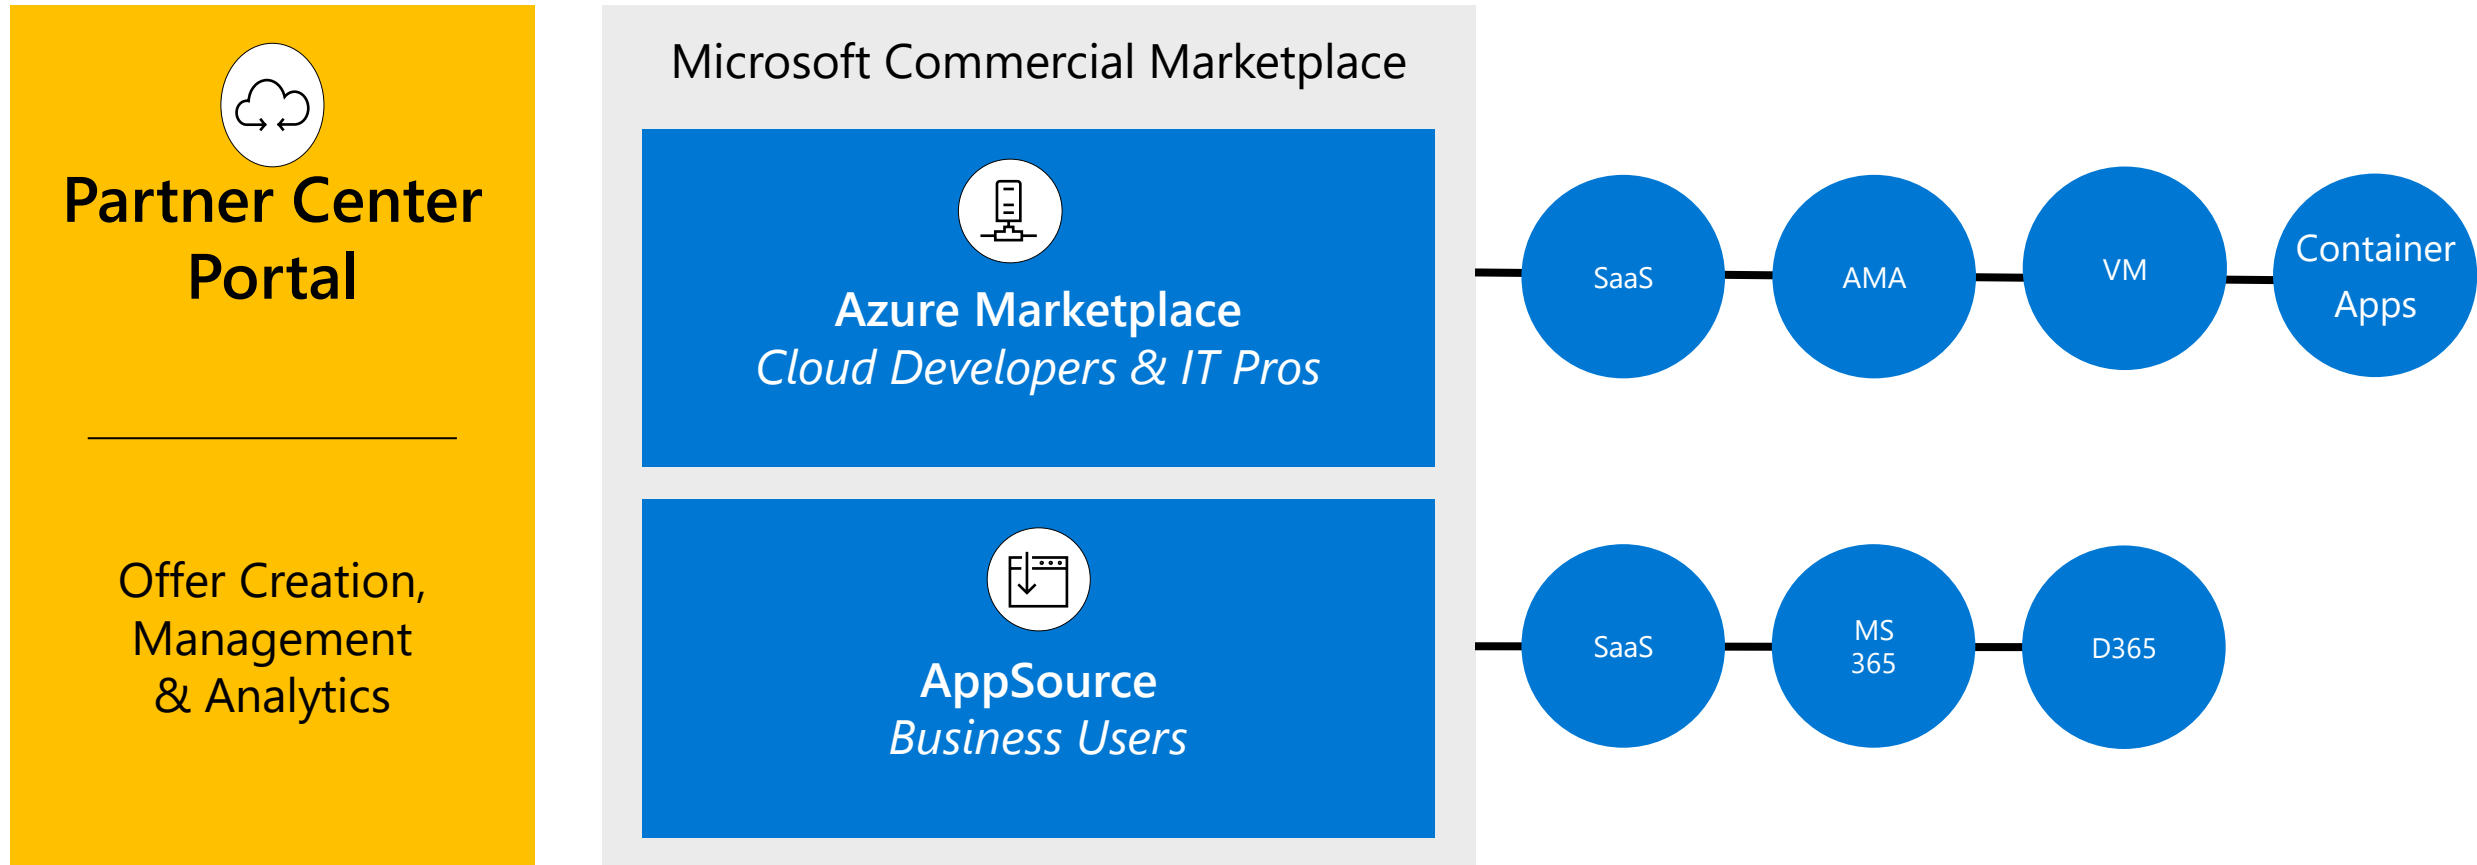 Partner Center
Portal
Offer Creation,
Management
& Analytics
Microsoft Commercial Marketplace
Azure Marketplace
Cloud Developers & IT Pros
SaaS
AMA
VM
Container
Apps
AppSource
Business Users
SaaS
MS
365
D365